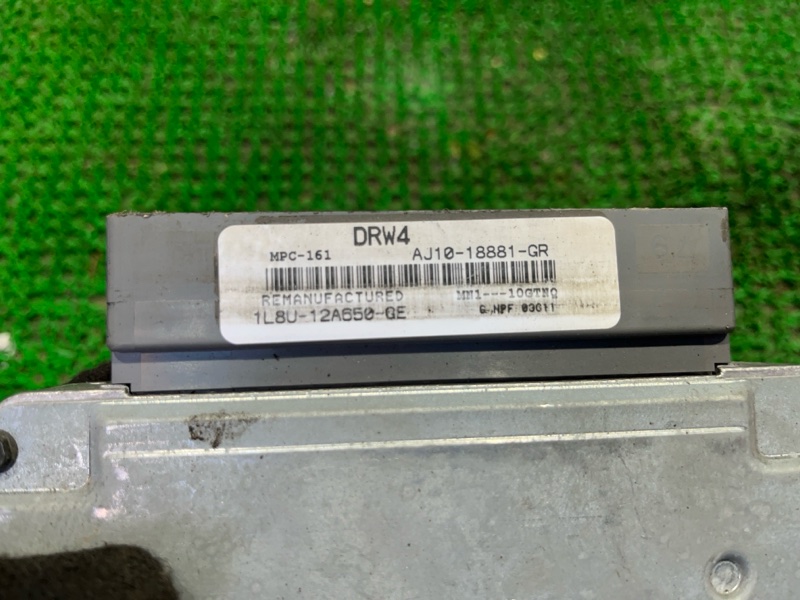 DRW4
MPC-161 AJ10-18881-GR
REMANUFACTURED
1L8U-12A650-GE